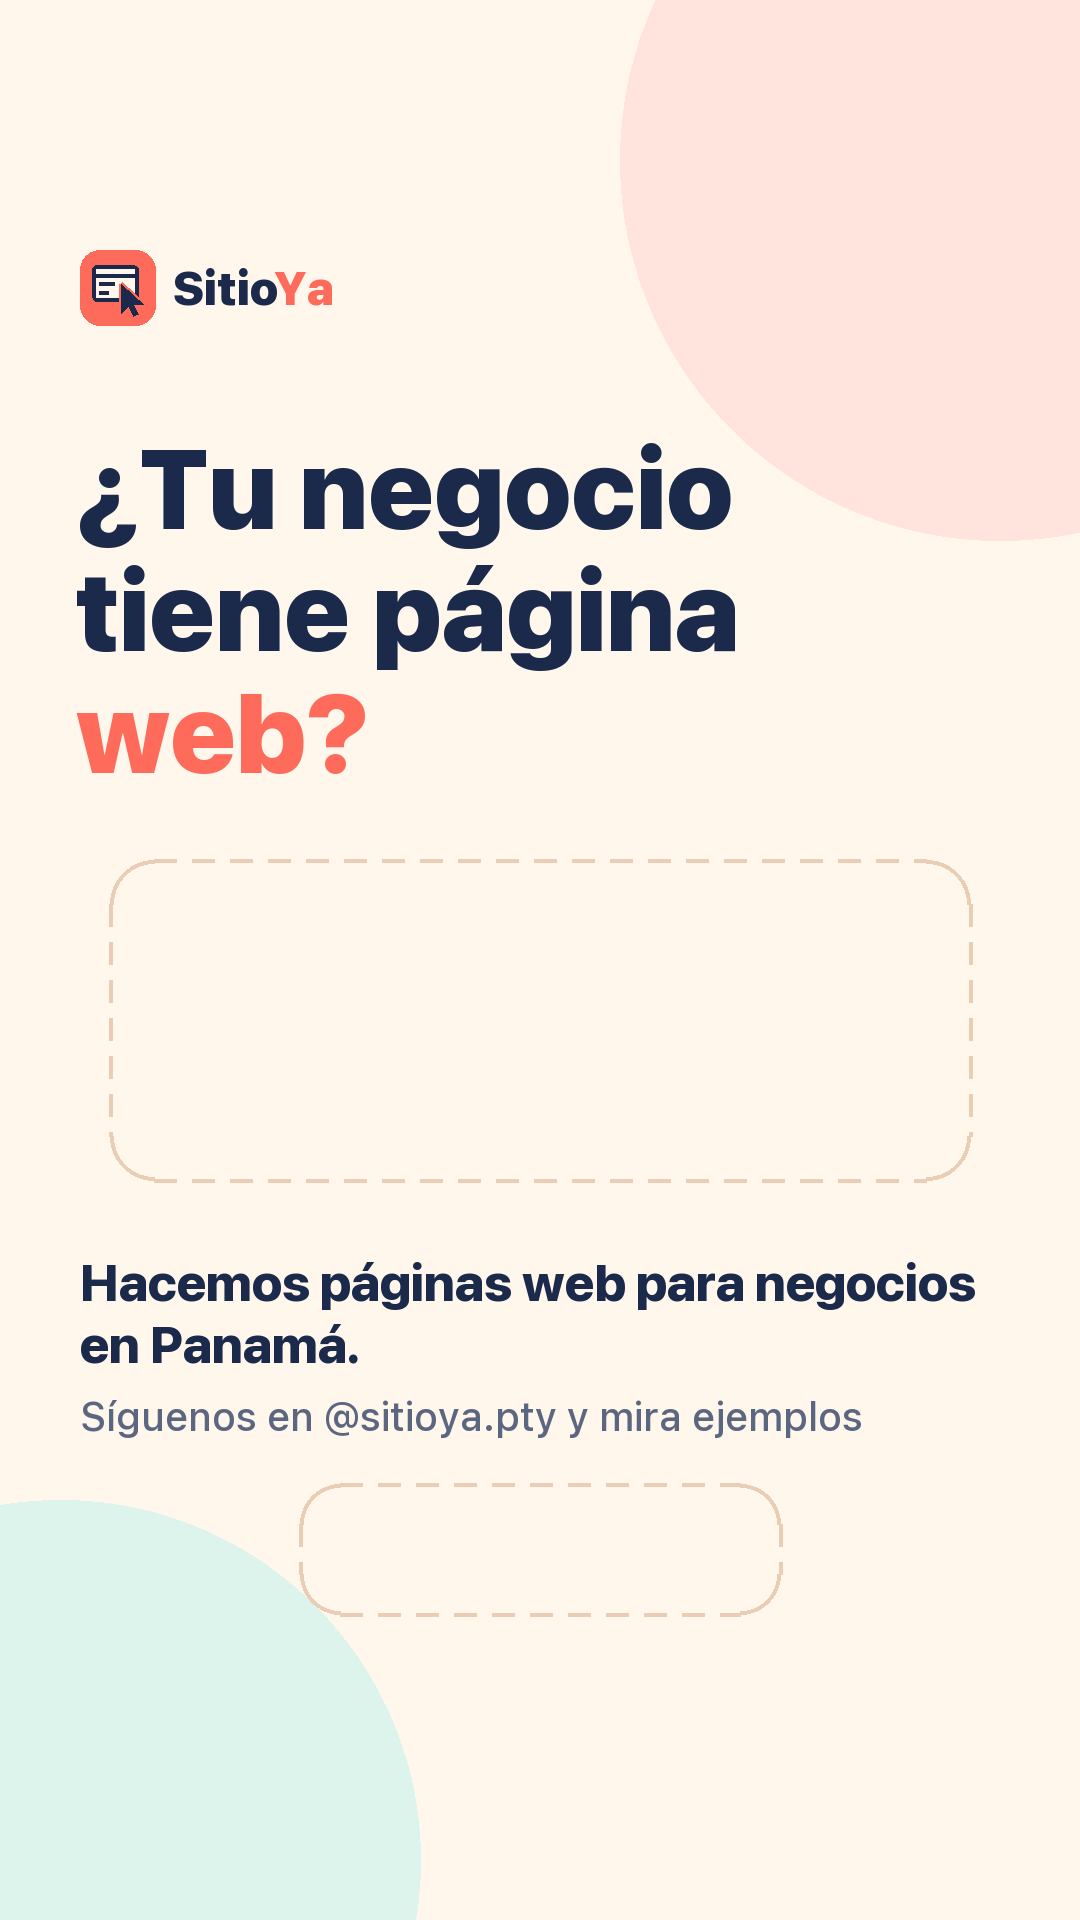 SitioYa
¿Tu negocio
tiene página
web?
Hacemos páginas web para negocios
en Panamá.
Síguenos en @sitioya.pty y mira ejemplos